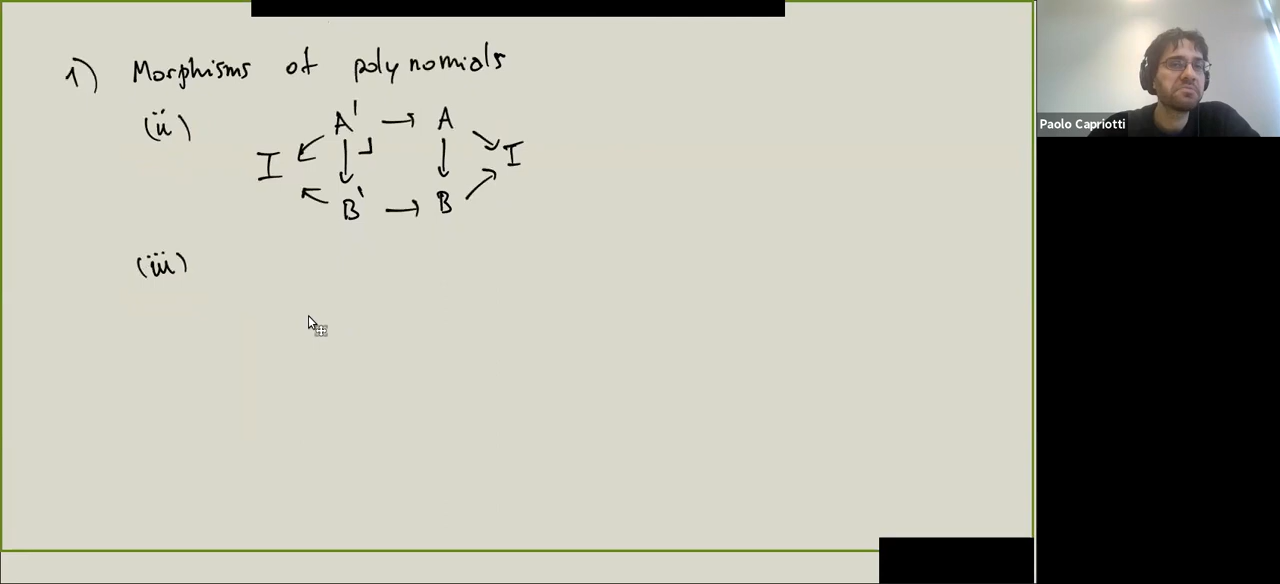 1) Morphisms of polynomials
(ii) A' → A
I I
B' → B
(iii)
Paolo Capriotti